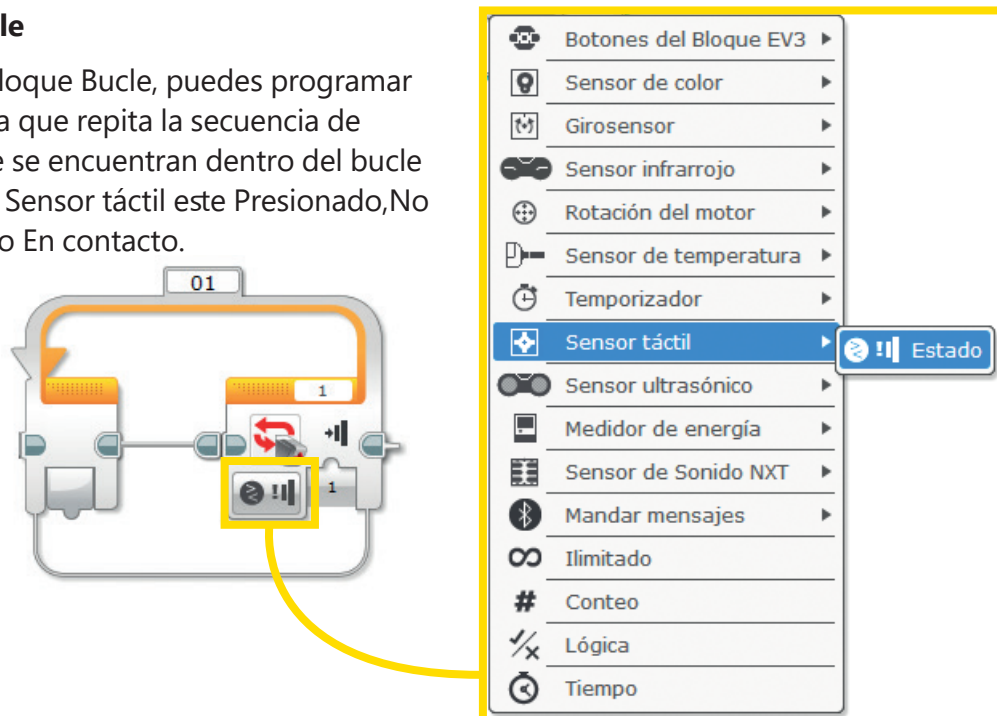 le
loque Bucle, puedes programar
a que repita la secuencia de
e se encuentran dentro del bucle
Sensor táctil este Presionado,No
o En contacto.
01
1
1
Botones del Bloque EV3
Sensor de color
Girosensor
Sensor infrarrojo
Rotación del motor
Sensor de temperatura
Temporizador
Sensor táctil
Estado
Sensor ultrasónico
Medidor de energía
Sensor de Sonido NXT
Mandar mensajes
Ilimitado
# Conteo
Lógica
Tiempo